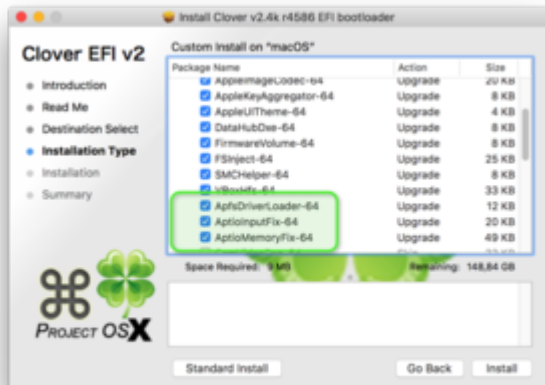 Install Clover v2.4k r4586 EFI bootloader
Clover EFI v2
Custom Install on "macOS"
Package Name Action Size
AppleImageCodec-64 Upgrade 20 KB
AppleKeyAggregator-64 Upgrade 8 KB
AppleUITheme-64 Upgrade 4 KB
DataHubDxe-64 Upgrade 8 KB
FirmwareVolume-64 Upgrade 8 KB
FSInject-64 Upgrade 25 KB
SMCHelper-64 Upgrade 8 KB
VBoxHfs-64 Upgrade 33 KB
ApfsDriverLoader-64 Upgrade 12 KB
AptioInputFix-64 Upgrade 20 KB
AptioMemoryFix-64 Upgrade 49 KB
Introduction
Read Me
Destination Select
Installation Type
Installation
Summary
Space Required: 9 MB Remaining: 148,84 GB
PROJECT OSX
Standard Install Go Back Install